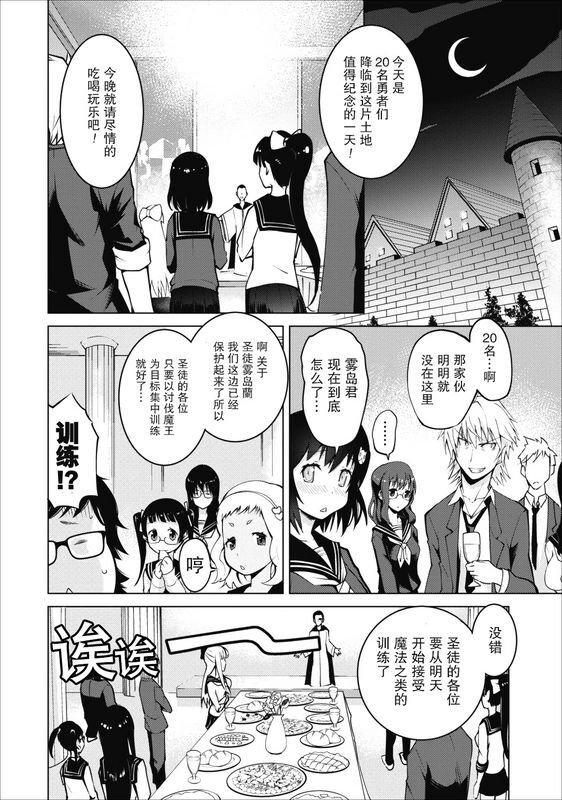 今天是
20名勇者们
降临到这片土地
值得纪念的一天！
今晚就请尽情的
吃喝玩乐吧！
20名…啊
那家伙
明明就
没在这里
……
雾岛君
现在到底
怎么了…
啊 关于
圣徒雾岛蘭
我们这边已经
保护起来了所以
圣徒的各位
只要以讨伐魔王
为目标集中训练
就好了…
哼
训练!?
没错
圣徒的各位
要从明天
开始接受
魔法之类的
训练了
诶诶